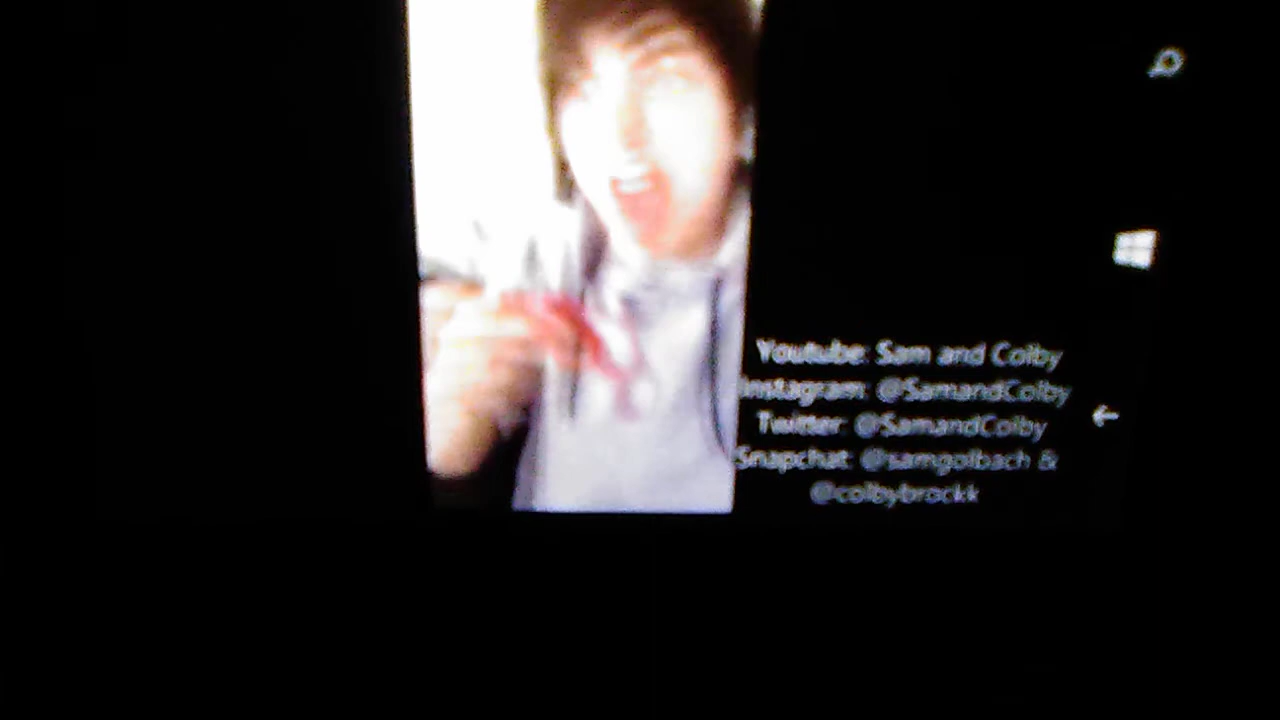 Youtube: Sam and Colby
Instagram: @SamandColby
Twitter: @SamandColby
Snapchat: @samgolbach &
@colbybrockk